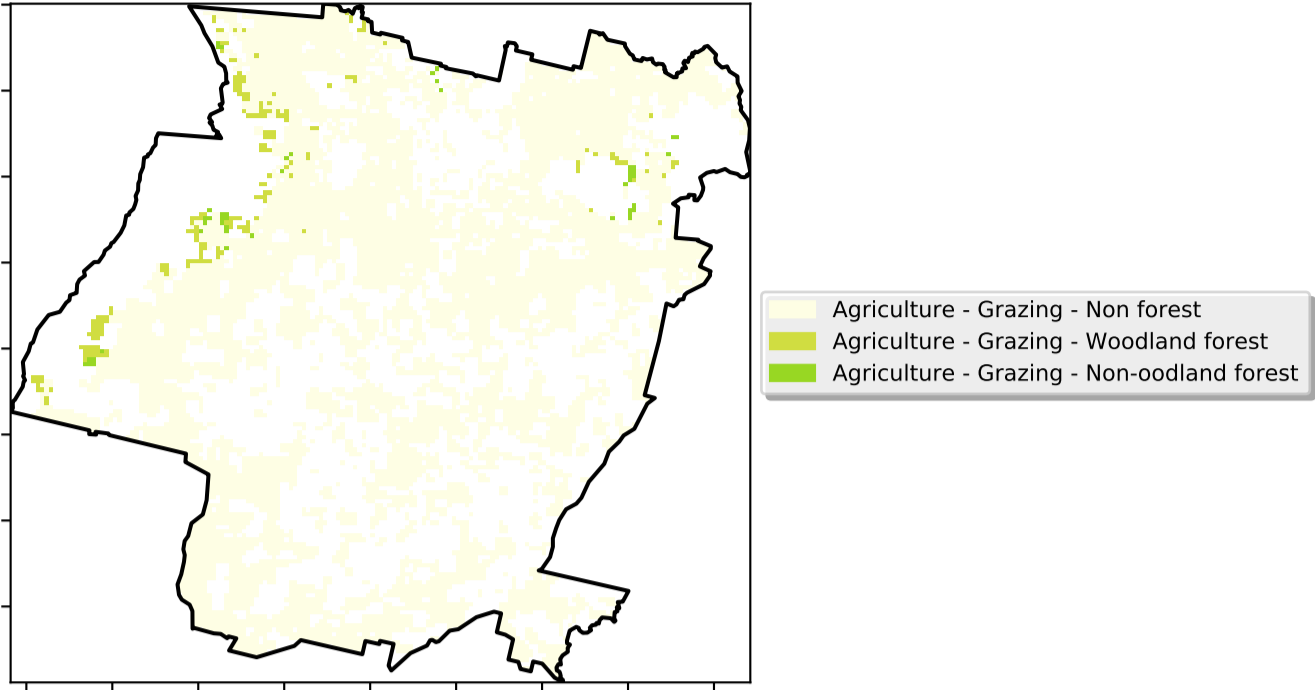 Agriculture - Grazing - Non forest
Agriculture - Grazing - Woodland forest
Agriculture - Grazing - Non-oodland forest